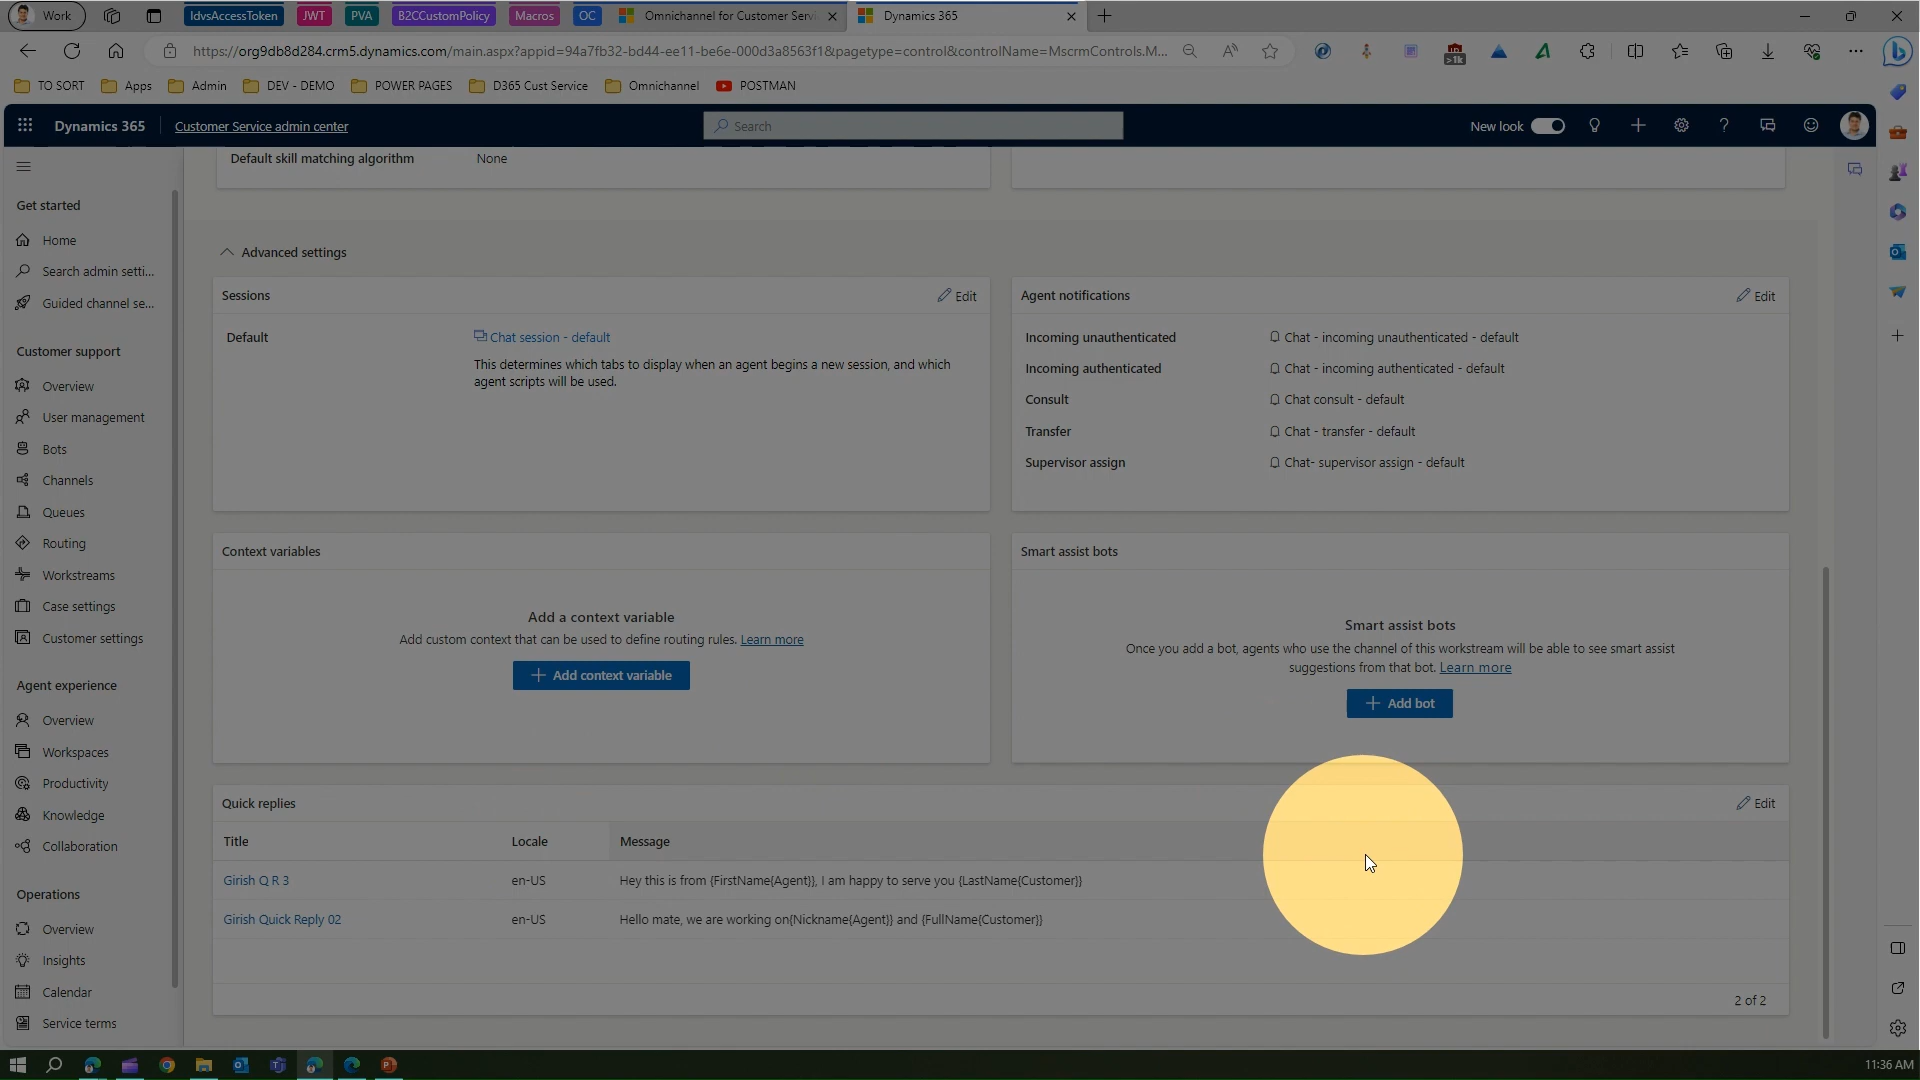 Work
IdvsAccessToken
JWT
PVA
B2CCustomPolicy
Macros
OC
Omnichannel for Customer Servi
Dynamics 365
https://org9db8d284.crm5.dynamics.com/main.aspx?appid=94a7fb32-bd44-ee11-be6e-000d3a8563f1&pagetype=control&controlName=MscrmControls.M...
>1k
TO SORT
Apps
Admin
DEV - DEMO
POWER PAGES
D365 Cust Service
Omnichannel
POSTMAN
Dynamics 365
Customer Service admin center
Search
New look
Default skill matching algorithm
None
Get started
Home
Search admin setti...
Guided channel se...
Customer support
Overview
User management
Bots
Channels
Queues
Routing
Workstreams
Case settings
Customer settings
Agent experience
Overview
Workspaces
Productivity
Knowledge
Collaboration
Operations
Overview
Insights
Calendar
Service terms
Advanced settings
Sessions
Edit
Default
Chat session - default
This determines which tabs to display when an agent begins a new session, and which
agent scripts will be used.
Agent notifications
Edit
Incoming unauthenticated
Chat - incoming unauthenticated - default
Incoming authenticated
Chat - incoming authenticated - default
Consult
Chat consult - default
Transfer
Chat - transfer - default
Supervisor assign
Chat- supervisor assign - default
Context variables
Add a context variable
Add custom context that can be used to define routing rules. Learn more
Add context variable
Smart assist bots
Smart assist bots
Once you add a bot, agents who use the channel of this workstream will be able to see smart assist
suggestions from that bot. Learn more
Add bot
Quick replies
Edit
Title
Locale
Message
Girish Q R 3
en-US
Hey this is from {FirstName{Agent}}, I am happy to serve you {LastName{Customer}}
Girish Quick Reply 02
en-US
Hello mate, we are working on{Nickname{Agent}} and {FullName{Customer}}
2 of 2
11:36 AM